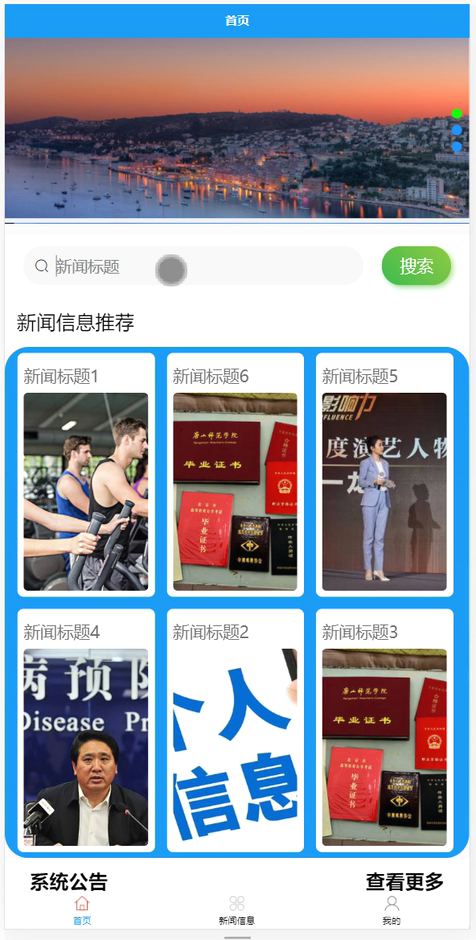 首页
新闻标题
搜索
新闻信息推荐
新闻标题1
新闻标题6
新闻标题5
唐山师范学院
毕业证书
毕业证书
影响力
FLUENCE
度演艺人物
新闻标题4
新闻标题2
新闻标题3
病预防
Disease Pr
个人
信息
唐山师范学院
毕业证书
毕业证书
系统公告
查看更多
首页
新闻信息
我的